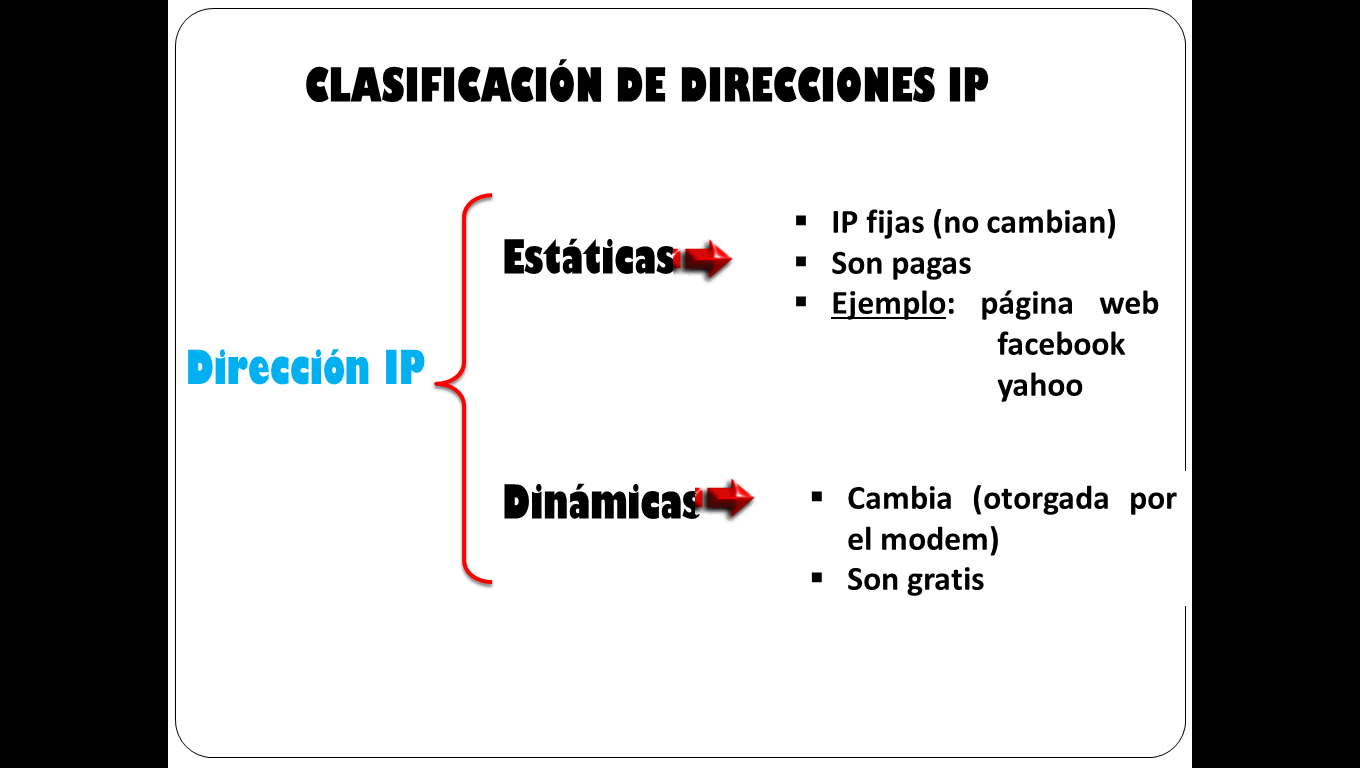 CLASIFICACIÓN DE DIRECCIONES IP
Dirección IP
Estáticas
▪ IP fijas (no cambian)
▪ Son pagas
▪ Ejemplo: página web
facebook
yahoo
Dinámicas
▪ Cambia (otorgada por
el modem)
▪ Son gratis